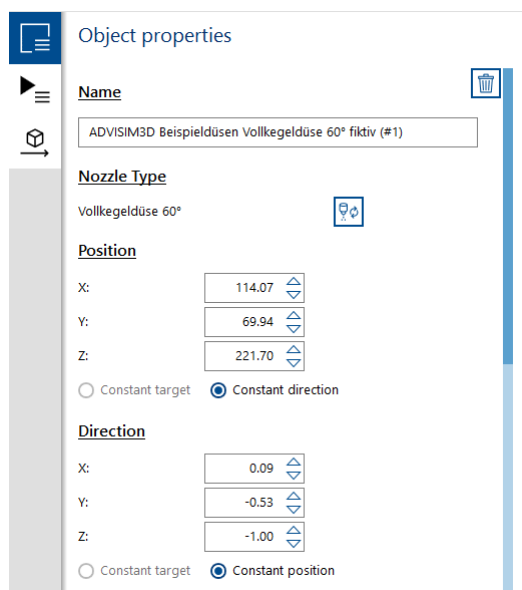 Object properties
Name
ADVISIM3D Beispieldüsen Vollkegeldüse 60° fiktiv (#1)
Nozzle Type
Vollkegeldüse 60°
Position
X: 114.07
Y: 69.94
Z: 221.70
Constant target Constant direction
Direction
X: 0.09
Y: -0.53
Z: -1.00
Constant target Constant position